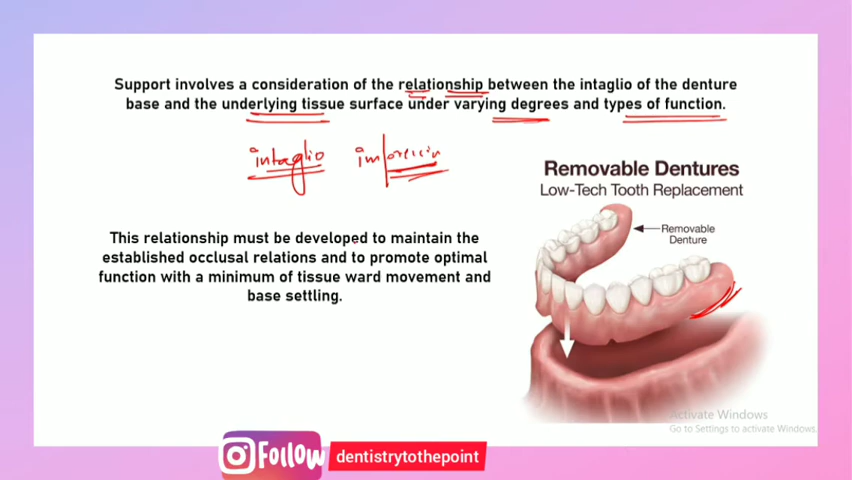 Support involves a consideration of the relationship between the intaglio of the denture
base and the underlying tissue surface under varying degrees and types of function.
intaglio impression
Removable Dentures
Low-Tech Tooth Replacement
Removable
Denture
This relationship must be developed to maintain the
established occlusal relations and to promote optimal
function with a minimum of tissue ward movement and
base settling.
Activate Windows
Go to Settings to activate Windows.
Follow
dentistrytothepoint